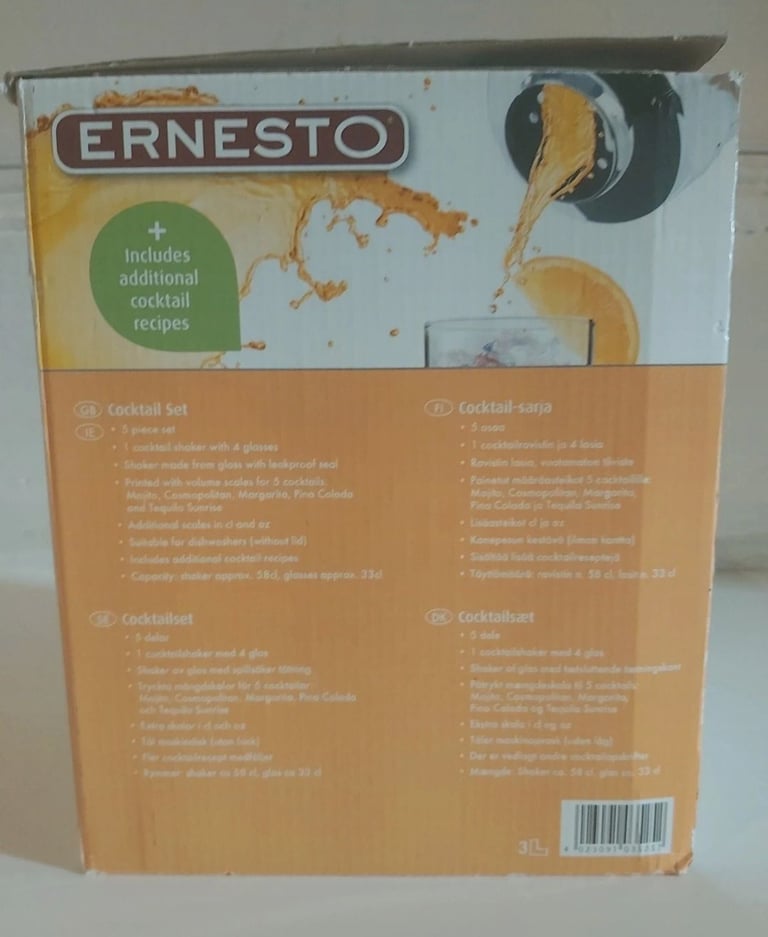 ERNESTO
+
Includes
additional
cocktail
recipes
GB Cocktail Set
IE • 5 piece set
• 1 cocktail shaker with 4 glasses
• Shaker made from glass with leakproof seal
• Printed with volume scales for 5 cocktails:
Mojito, Cosmopolitan, Margarita, Pina Colada
and Tequila Sunrise
• Additional scales in cl and oz
• Suitable for dishwashers (without lid)
• Includes additional cocktail recipes
• Capacity: shaker approx. 58cl, glasses approx. 33cl
FI Cocktail-sarja
• 5 osaa
• 1 cocktailravistin ja 4 lasia
• Ravistin lasia, vuotamaton tiiviste
• Painetut määräasteikot 5 cocktailille:
Mojito, Cosmopolitan, Margarita,
Pina Colada ja Tequila Sunrise
• Lisäasteikot cl ja oz
• Konepesun kestävä (ilman kantta)
• Sisältää lisää cocktailreseptejä
• Täyttömäärä: ravistin n. 58 cl, lasit n. 33 cl
SE Cocktailset
• 5 delar
• 1 cocktailshaker med 4 glas
• Shaker av glas med spillsäker tätning
• Tryckta mängdskalor för 5 cocktailar:
Mojito, Cosmopolitan, Margarita, Pina Colada
och Tequila Sunrise
• Extra skalor i cl och oz
• Tål maskindisk (utan lock)
• Fler cocktailrecept medföljer
• Rymmer: shaker ca 58 cl, glas ca 33 cl
DK Cocktailsæt
• 5 dele
• 1 cocktailshaker med 4 glas
• Shaker af glas med tætsluttende
• Påtrykt mængdeskala til 5 cocktails:
Mojito, Cosmopolitan, Margarita,
Pina Colada og Tequila Sunrise
• Ekstra skala i cl og oz
• Tåler maskinopvask (uden låg)
• Der er vedlagt andre cocktailopskrifter
• Mængde: Shaker ca. 58 cl, glas ca. 33 cl
3L